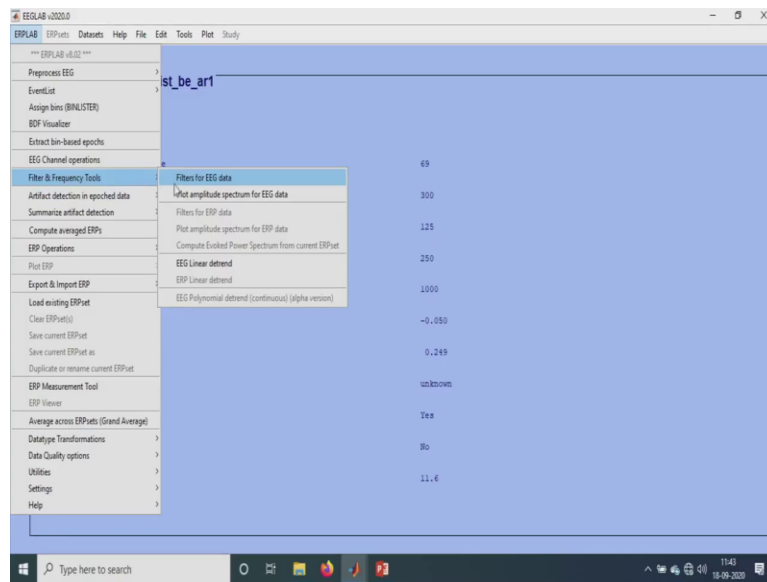 EEGLAB v2020.0
ERPLAB ERPsets Datasets Help File Edit Tools Plot Study
*** ERPLAB v8.02 ***
Preprocess EEG
EventList
Assign bins (BINLISTER)
BDF Visualizer
Extract bin-based epochs
EEG Channel operations
Filter & Frequency Tools
Artifact detection in epoched data
Summarize artifact detection
Compute averaged ERPs
ERP Operations
Plot ERP
Export & Import ERP
Load existing ERPset
Clear ERPset(s)
Save current ERPset
Save current ERPset as
Duplicate or rename current ERPset
ERP Measurement Tool
ERP Viewer
Average across ERPsets (Grand Average)
Datatype Transformations
Data Quality options
Utilities
Settings
Help
Filters for EEG data
Plot amplitude spectrum for EEG data
Filters for ERP data
Plot amplitude spectrum for ERP data
Compute Evoked Power Spectrum from current ERPset
EEG Linear detrend
ERP Linear detrend
EEG Polynomial detrend (continuous) (alpha version)
st_be_ar1
69
300
125
250
1000
-0.050
0.249
unknown
Yes
No
11.6
Type here to search
11:43
18-09-2020